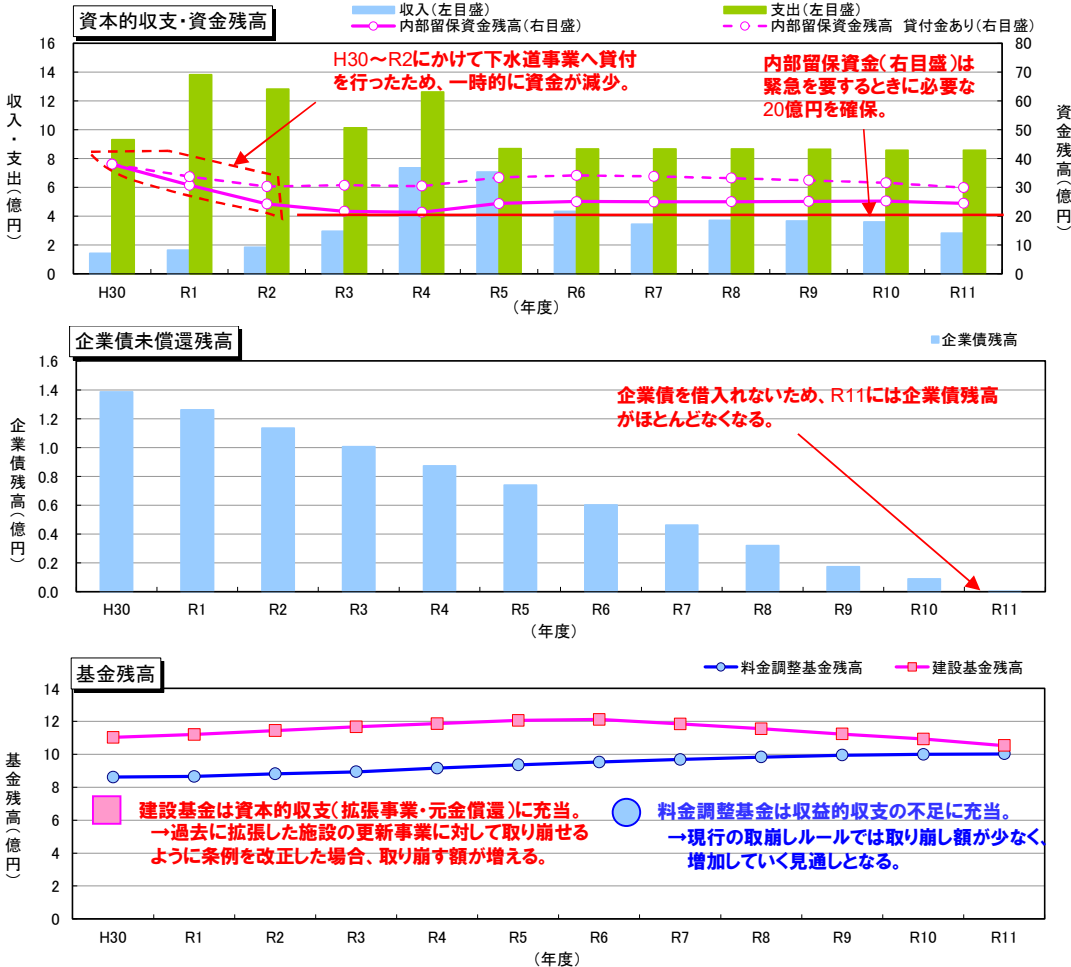 資本的収支・資金残高
収入(左目盛)
支出(左目盛)
内部留保資金残高(右目盛)
内部留保資金残高 貸付金あり(右目盛)
H30～R2にかけて下水道事業へ貸付
を行ったため、一時的に資金が減少。
内部留保資金(右目盛)は
緊急を要するときに必要な
20億円を確保。
収入・支出(億円)
資金残高(億円)
16
14
12
10
8
6
4
2
0
80
70
60
50
40
30
20
10
0
H30 R1 R2 R3 R4 R5 R6 R7 R8 R9 R10 R11
(年度)
企業債未償還残高
企業債残高
企業債を借入れないため、R11には企業債残高
がほとんどなくなる。
企業債残高(億円)
1.6
1.4
1.2
1.0
0.8
0.6
0.4
0.2
0.0
H30 R1 R2 R3 R4 R5 R6 R7 R8 R9 R10 R11
(年度)
基金残高
料金調整基金残高
建設基金残高
基金残高(億円)
14
12
10
8
6
4
2
0
建設基金は資本的収支(拡張事業・元金償還)に充当。
→過去に拡張した施設の更新事業に対して取り崩せる
ように条例を改正した場合、取り崩す額が増える。
料金調整基金は収益的収支の不足に充当。
→現行の取崩しルールでは取り崩し額が少なく、
増加していく見通しとなる。
H30 R1 R2 R3 R4 R5 R6 R7 R8 R9 R10 R11
(年度)